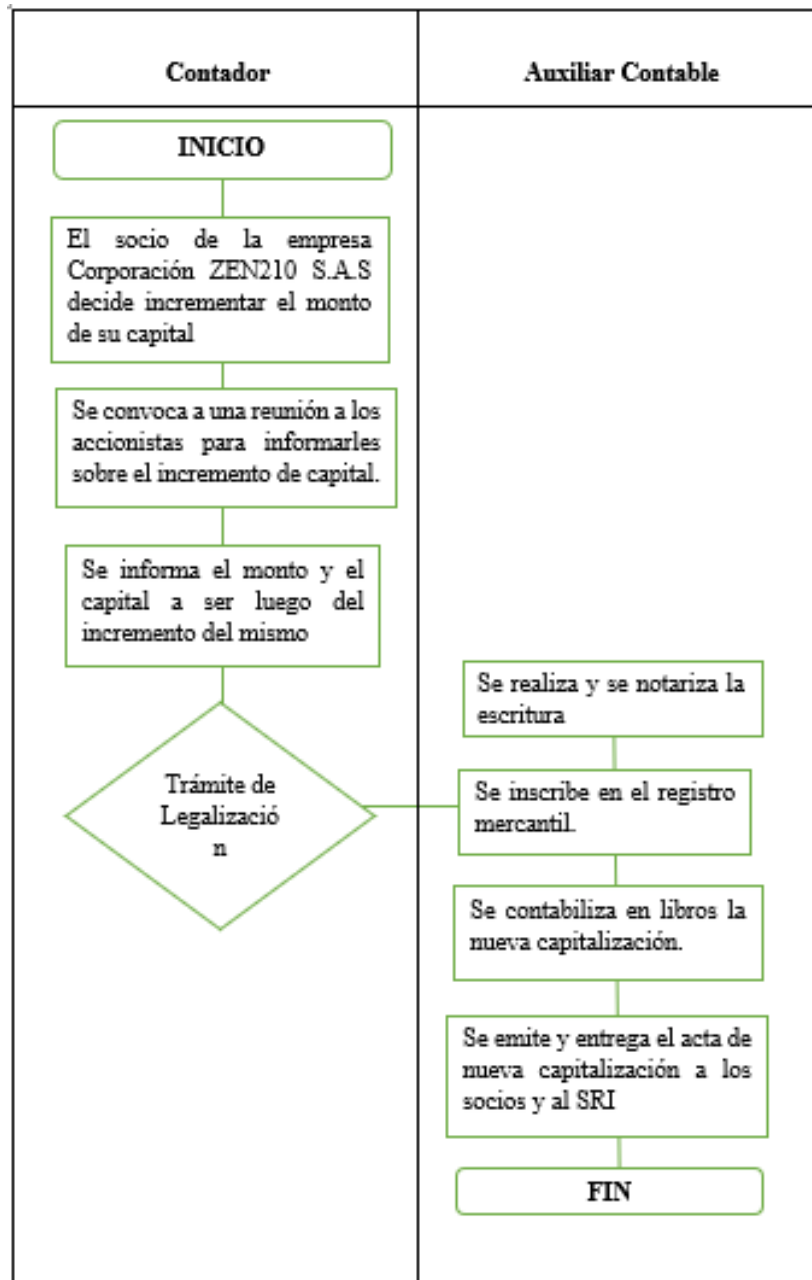 Contador
Auxiliar Contable
INICIO
El socio de la empresa
Corporación ZEN210 S.A.S
decide incrementar el monto
de su capital
Se convoca a una reunión a los
accionistas para informarles
sobre el incremento de capital.
Se informa el monto y el
capital a ser luego del
incremento del mismo
Trámite de
Legalizació
n
Se realiza y se notariza la
escritura
Se inscribe en el registro
mercantil.
Se contabiliza en libros la
nueva capitalización.
Se emite y entrega el acta de
nueva capitalización a los
socios y al SRI
FIN